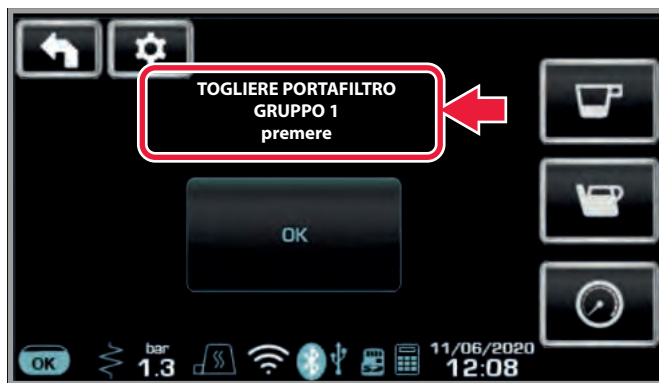 TOGLIERE PORTAFILTRO
GRUPPO 1
premere
OK
OK
bar
1.3
11/06/2020
12:08